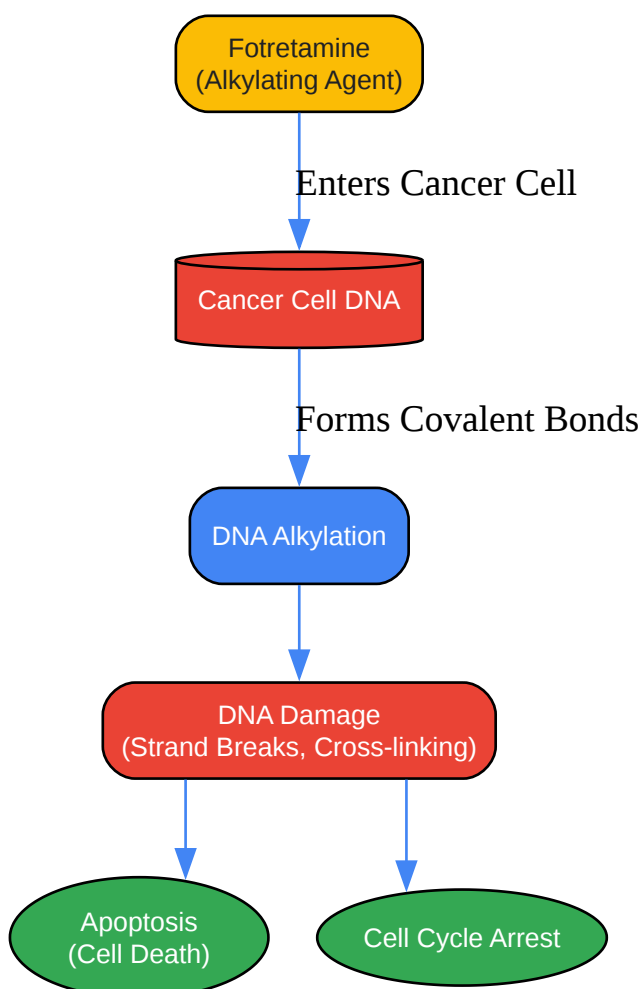 Fotretamine
(Alkylating Agent)
Enters Cancer Cell
Cancer Cell DNA
Forms Covalent Bonds
DNA Alkylation
DNA Damage
(Strand Breaks, Cross-linking)
Apoptosis
(Cell Death)
Cell Cycle Arrest